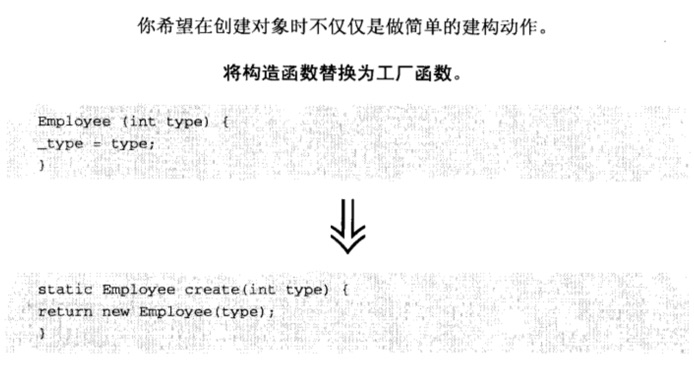 你希望在创建对象时不仅仅是做简单的建构动作。
将构造函数替换为工厂函数。
Employee (int type) {
_type = type;
}
static Employee create(int type) {
return new Employee(type);
}